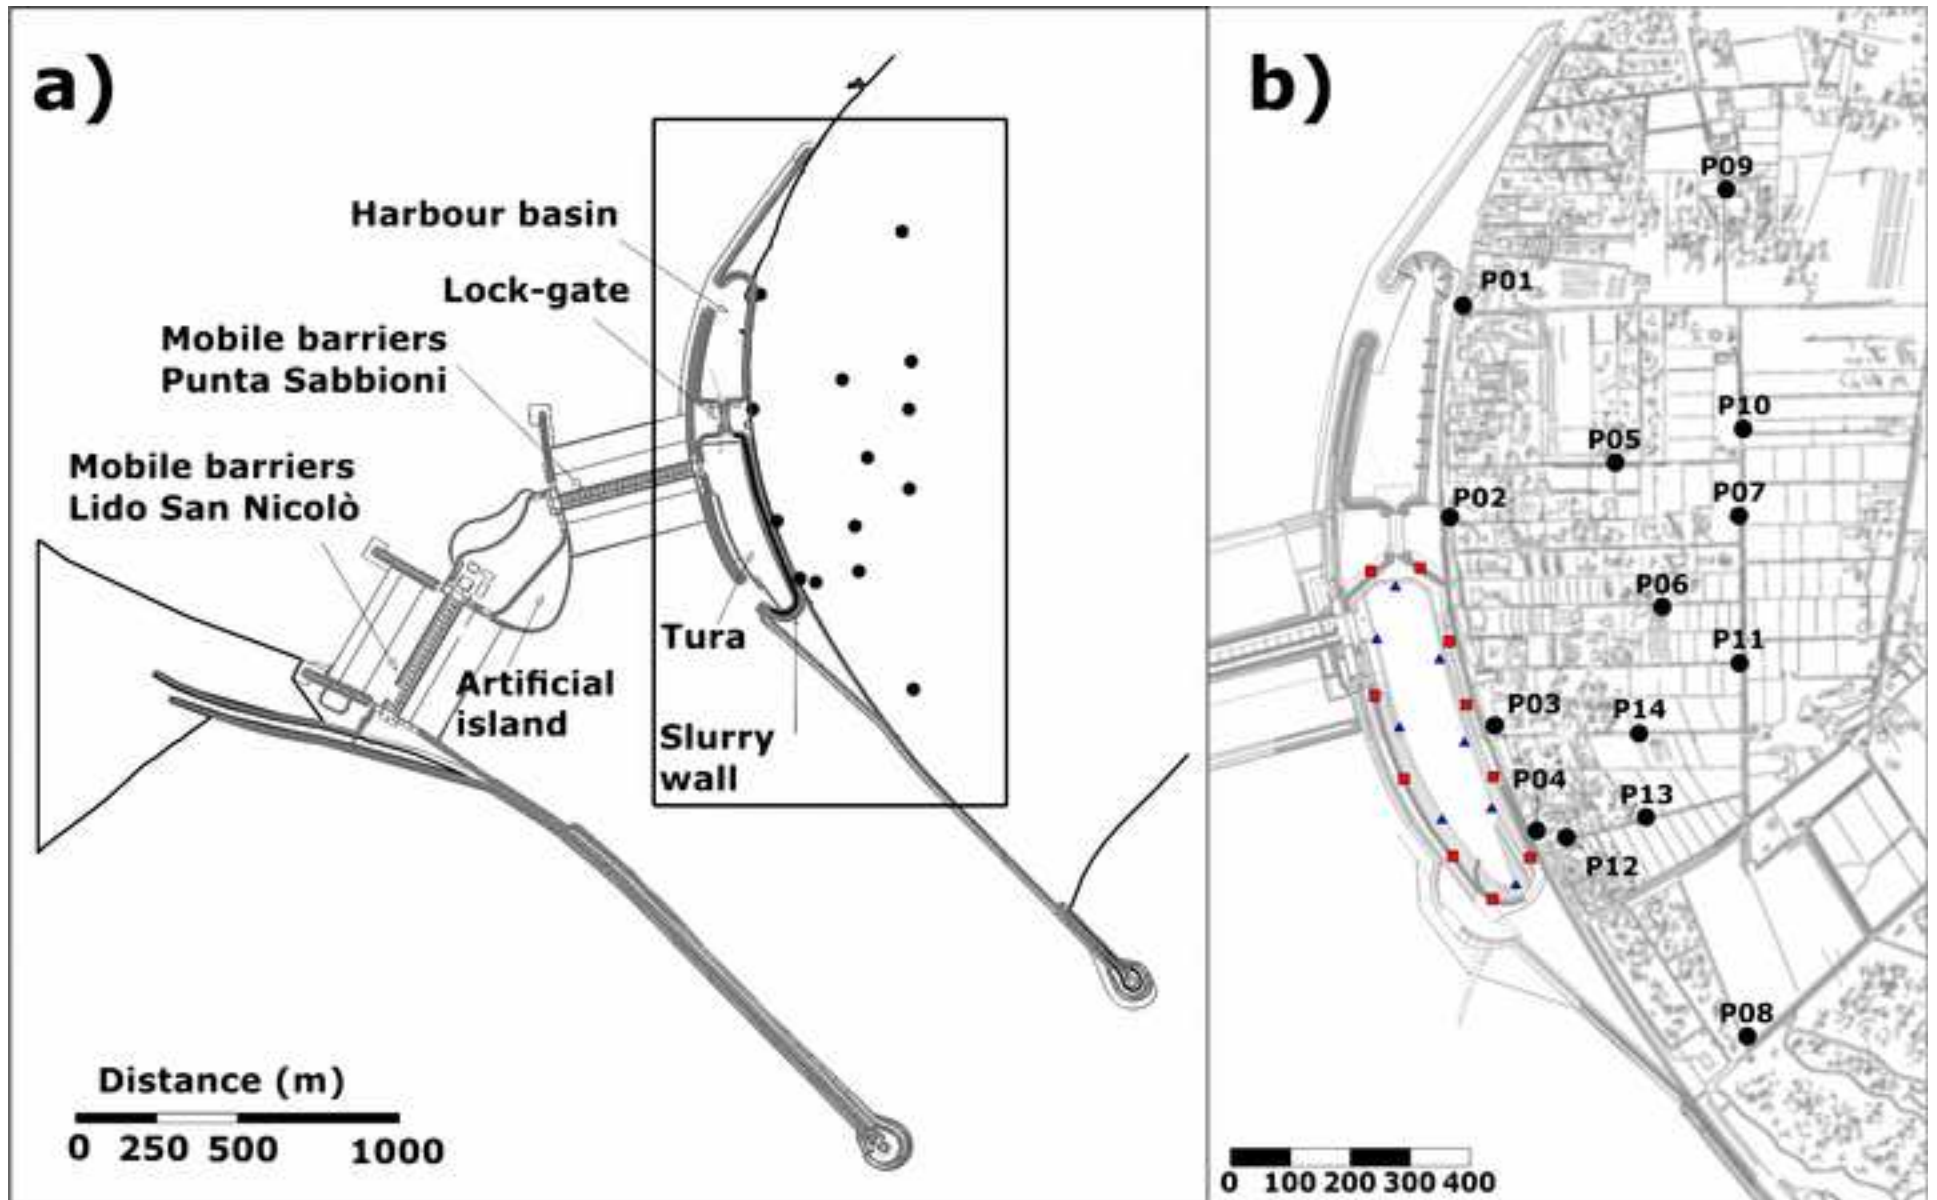 a)
Harbour basin
Lock-gate
Mobile barriers
Punta Sabbioni
Mobile barriers
Lido San Nicolò
Tura
Artificial
island
Slurry
wall
Distance (m)
0 250 500 1000
b)
P09
P01
P10
P05
P02
P07
P06
P11
P03
P14
P04
P13
P12
P08
0 100 200 300 400